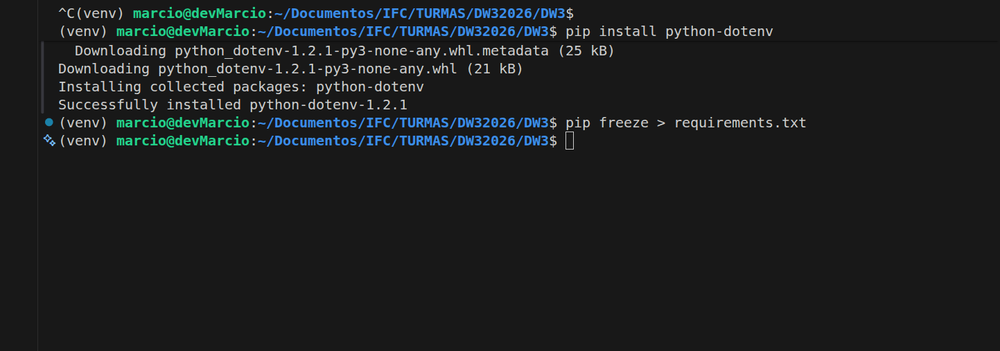 ^C(venv) marcio@devMarcio:~/Documentos/IFC/TURMAS/DW32026/DW3$
(venv) marcio@devMarcio:~/Documentos/IFC/TURMAS/DW32026/DW3$ pip install python-dotenv
Downloading python_dotenv-1.2.1-py3-none-any.whl.metadata (25 kB)
Downloading python_dotenv-1.2.1-py3-none-any.whl (21 kB)
Installing collected packages: python-dotenv
Successfully installed python-dotenv-1.2.1
(venv) marcio@devMarcio:~/Documentos/IFC/TURMAS/DW32026/DW3$ pip freeze > requirements.txt
(venv) marcio@devMarcio:~/Documentos/IFC/TURMAS/DW32026/DW3$